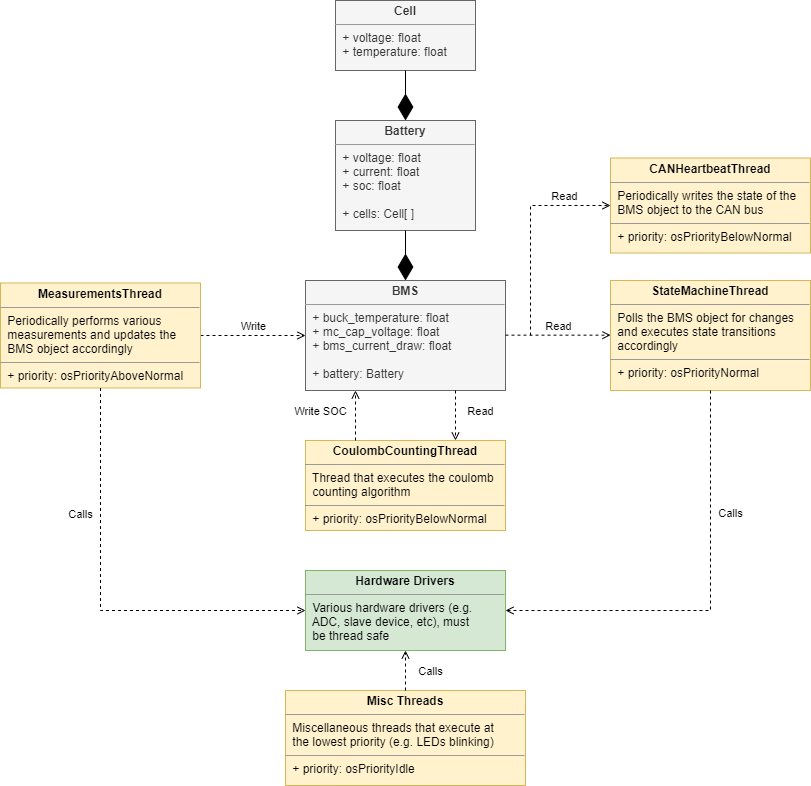 Cell
+ voltage: float
+ temperature: float
Battery
+ voltage: float
+ current: float
+ soc: float
+ cells: Cell[ ]
CANHeartbeatThread
Periodically writes the state of the
BMS object to the CAN bus
+ priority: osPriorityBelowNormal
Read
MeasurementsThread
Periodically performs various
measurements and updates the
BMS object accordingly
+ priority: osPriorityAboveNormal
Write
BMS
+ buck_temperature: float
+ mc_cap_voltage: float
+ bms_current_draw: float
+ battery: Battery
Read
StateMachineThread
Polls the BMS object for changes
and executes state transitions
accordingly
+ priority: osPriorityNormal
Write SOC
Read
CoulombCountingThread
Thread that executes the coulomb
counting algorithm
+ priority: osPriorityBelowNormal
Calls
Calls
Hardware Drivers
Various hardware drivers (e.g.
ADC, slave device, etc), must
be thread safe
Calls
Misc Threads
Miscellaneous threads that execute at
the lowest priority (e.g. LEDs blinking)
+ priority: osPriorityIdle